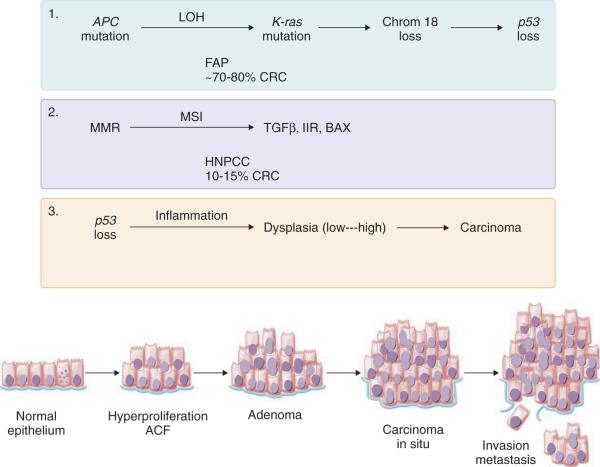 1.
APC mutation
LOH
K-ras mutation
Chrom 18 loss
p53 loss
FAP
~70-80% CRC
2.
MMR
MSI
TGFβ, IIR, BAX
HNPCC
10-15% CRC
3.
p53 loss
Inflammation
Dysplasia (low---high)
Carcinoma
Normal
epithelium
Hyperproliferation
ACF
Adenoma
Carcinoma
in situ
Invasion
metastasis